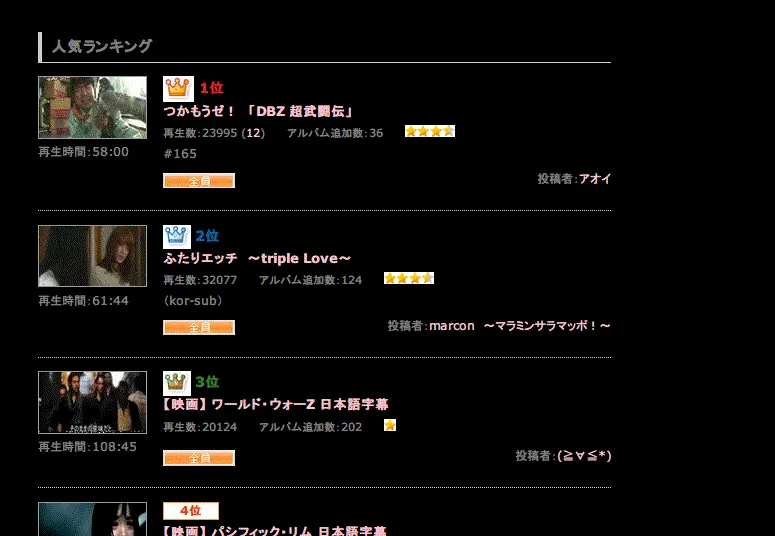 人気ランキング
1位
つかもうぜ！ 「DBZ 超武闘伝」
再生数:23995 (12) アルバム追加数:36
再生時間:58:00
#165
全員
投稿者:アオイ
2位
ふたりエッチ ～triple Love～
再生数:32077 アルバム追加数:124
再生時間:61:44
（kor-sub）
全員
投稿者:marcon ～マラミンサラマッポ！～
3位
【映画】 ワールド・ウォーZ 日本語字幕
再生数:20124 アルバム追加数:202
再生時間:108:45
全員
投稿者:(≧∀≦*)
4位
【映画】 パシフィック・リム 日本語字幕